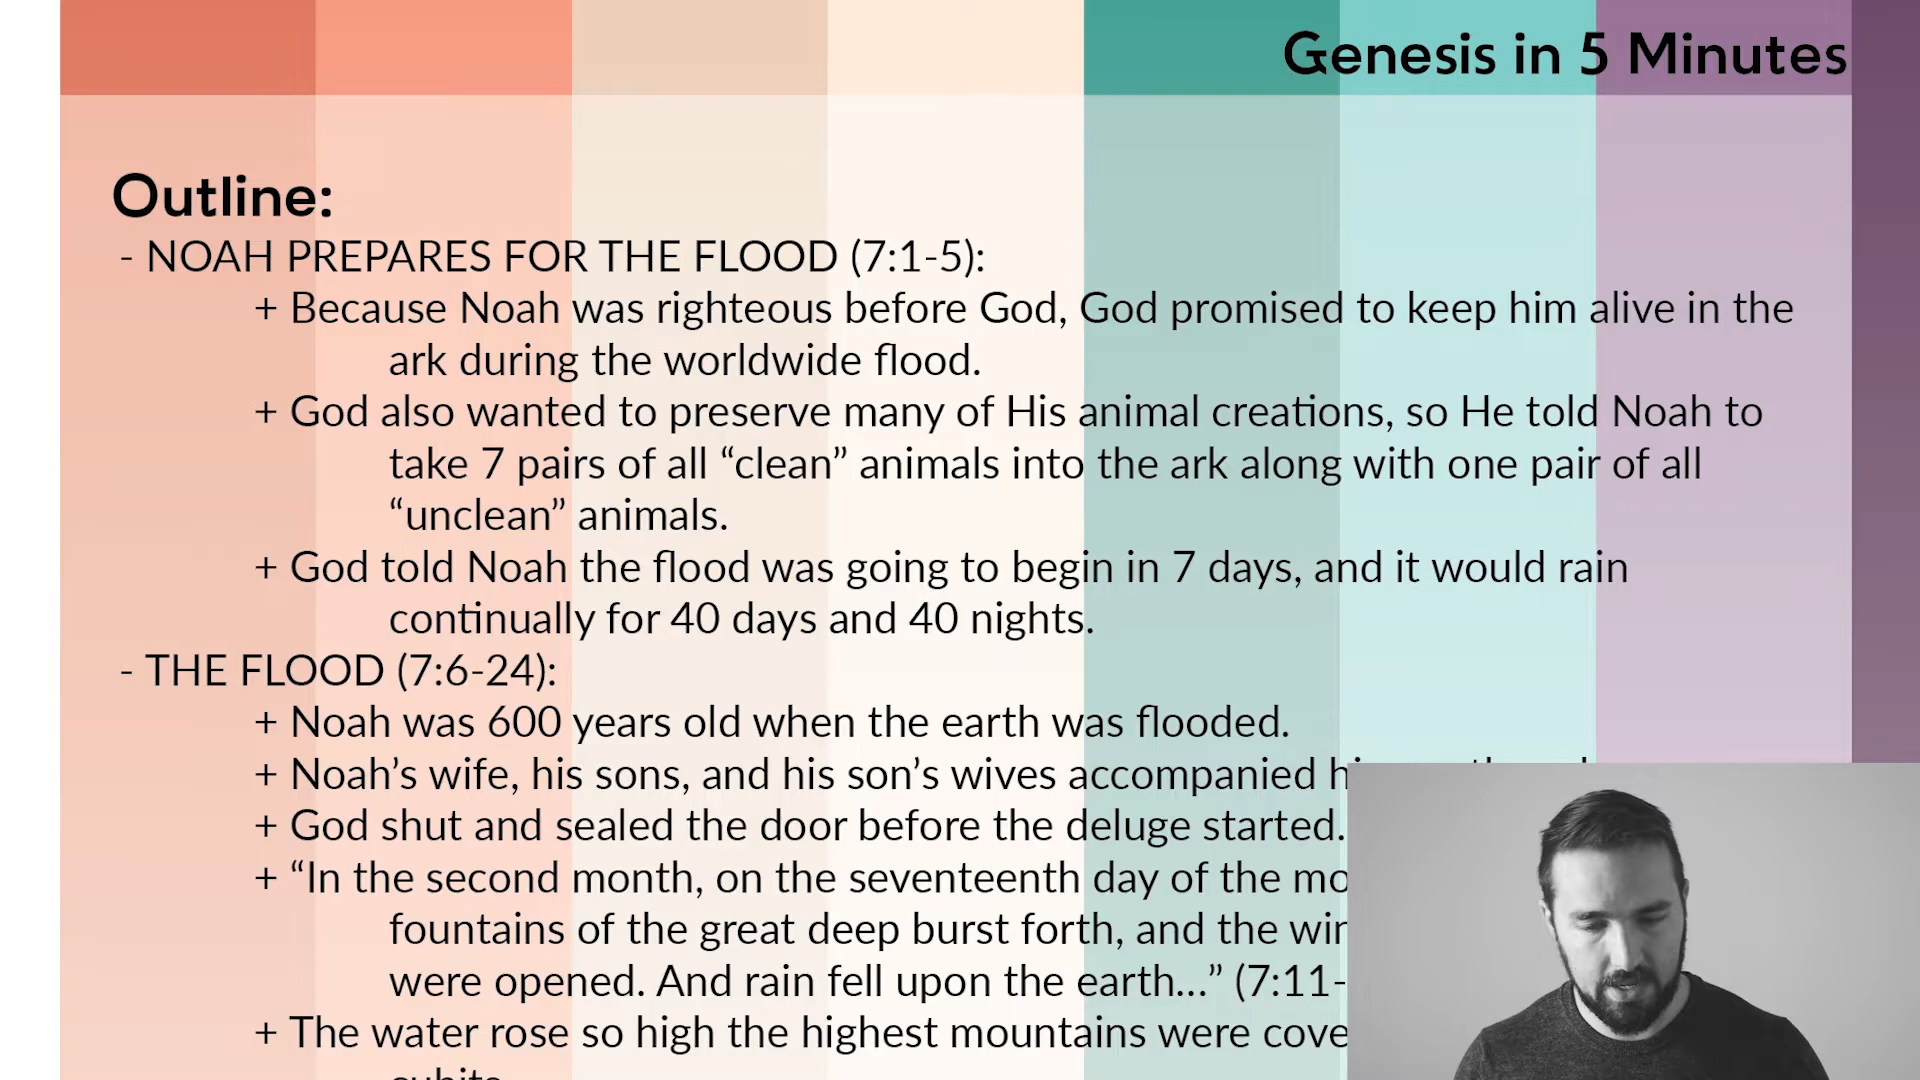 Genesis in 5 Minutes
Outline:
- NOAH PREPARES FOR THE FLOOD (7:1-5):
+ Because Noah was righteous before God, God promised to keep him alive in the
ark during the worldwide flood.
+ God also wanted to preserve many of His animal creations, so He told Noah to
take 7 pairs of all “clean” animals into the ark along with one pair of all
“unclean” animals.
+ God told Noah the flood was going to begin in 7 days, and it would rain
continually for 40 days and 40 nights.
- THE FLOOD (7:6-24):
+ Noah was 600 years old when the earth was flooded.
+ Noah’s wife, his sons, and his son’s wives accompanied
+ God shut and sealed the door before the deluge started.
+ “In the second month, on the seventeenth day of the
fountains of the great deep burst forth, and the
were opened. And rain fell upon the earth…” (7:11-
+ The water rose so high the highest mountains were